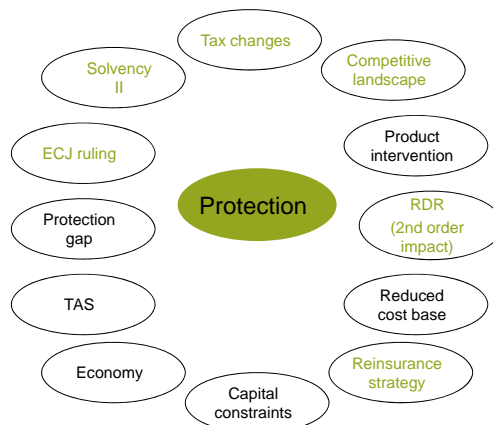 Tax changes
Solvency
II
Competitive
landscape
ECJ ruling
Product
intervention
Protection
Protection
gap
RDR
(2nd order
impact)
TAS
Reduced
cost base
Economy
Reinsurance
strategy
Capital
constraints